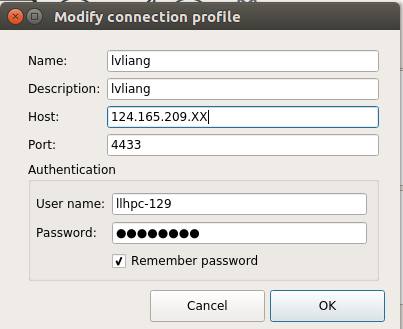 Modify connection profile
Name: lvliang
Description: lvliang
Host: 124.165.209.XX
Port: 4433
Authentication
User name: llhpc-129
Password: ●●●●●●●●
Remember password
Cancel OK